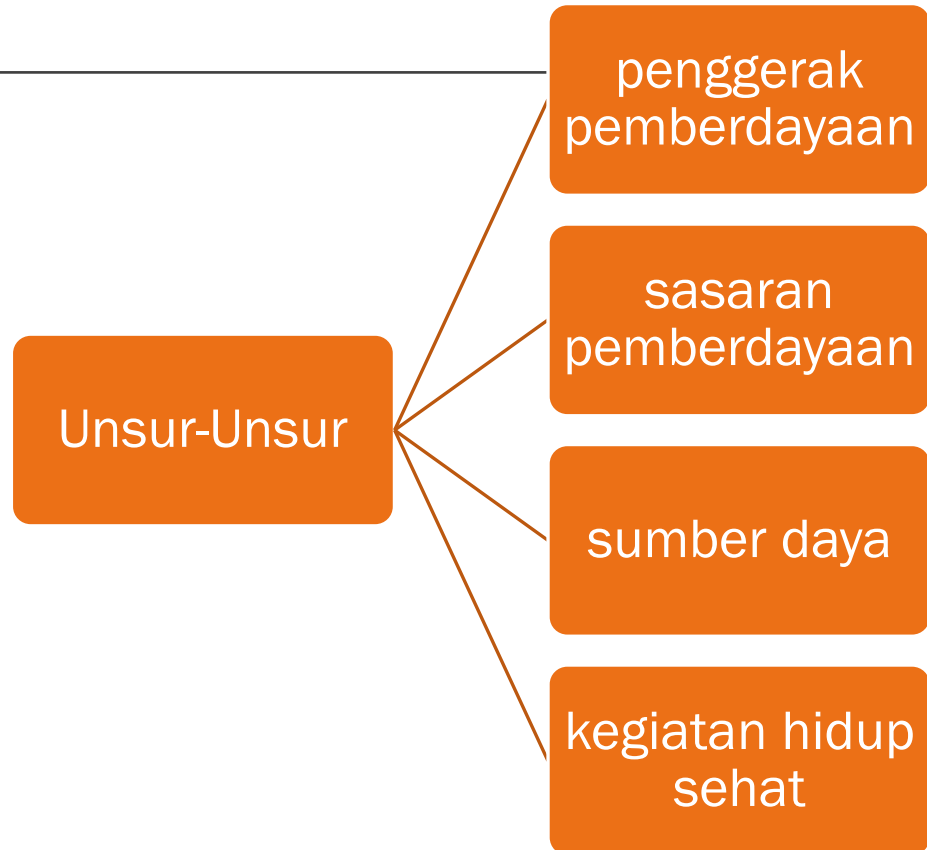 penggerak
pemberdayaan
sasaran
pemberdayaan
Unsur-Unsur
sumber daya
kegiatan hidup
sehat